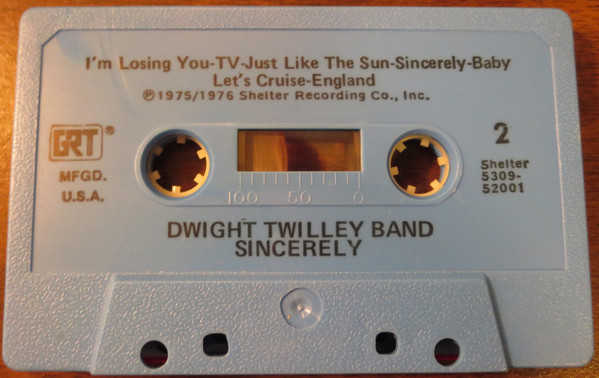 I'm Losing You-TV-Just Like The Sun-Sincerely-Baby
Let's Cruise-England
℗1975/1976 Shelter Recording Co., Inc.
GRT®
MFGD.
U.S.A.
2
Shelter
5309-
52001
100 50 0
DWIGHT TWILLEY BAND
SINCERELY